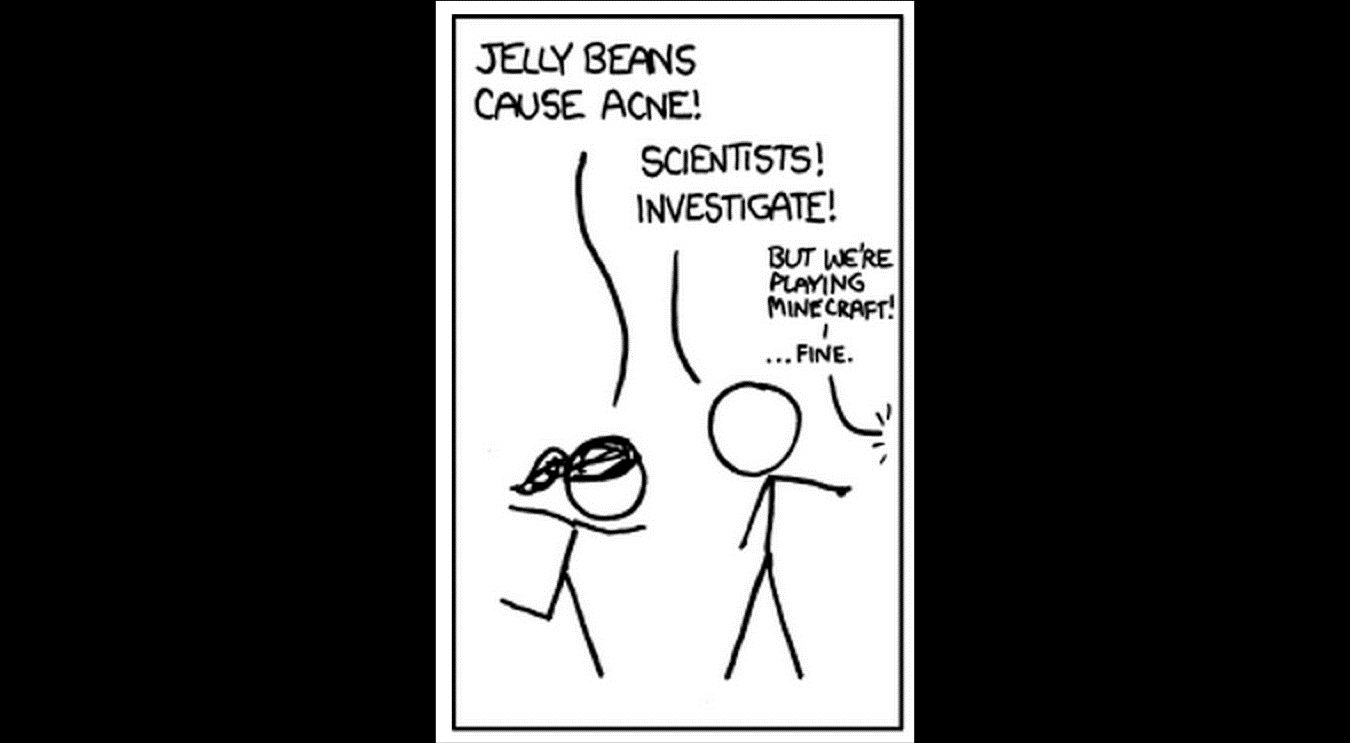 JELLY BEANS
CAUSE ACNE!
SCIENTISTS!
INVESTIGATE!
BUT WE'RE
PLAYING
MINECRAFT!
...FINE.